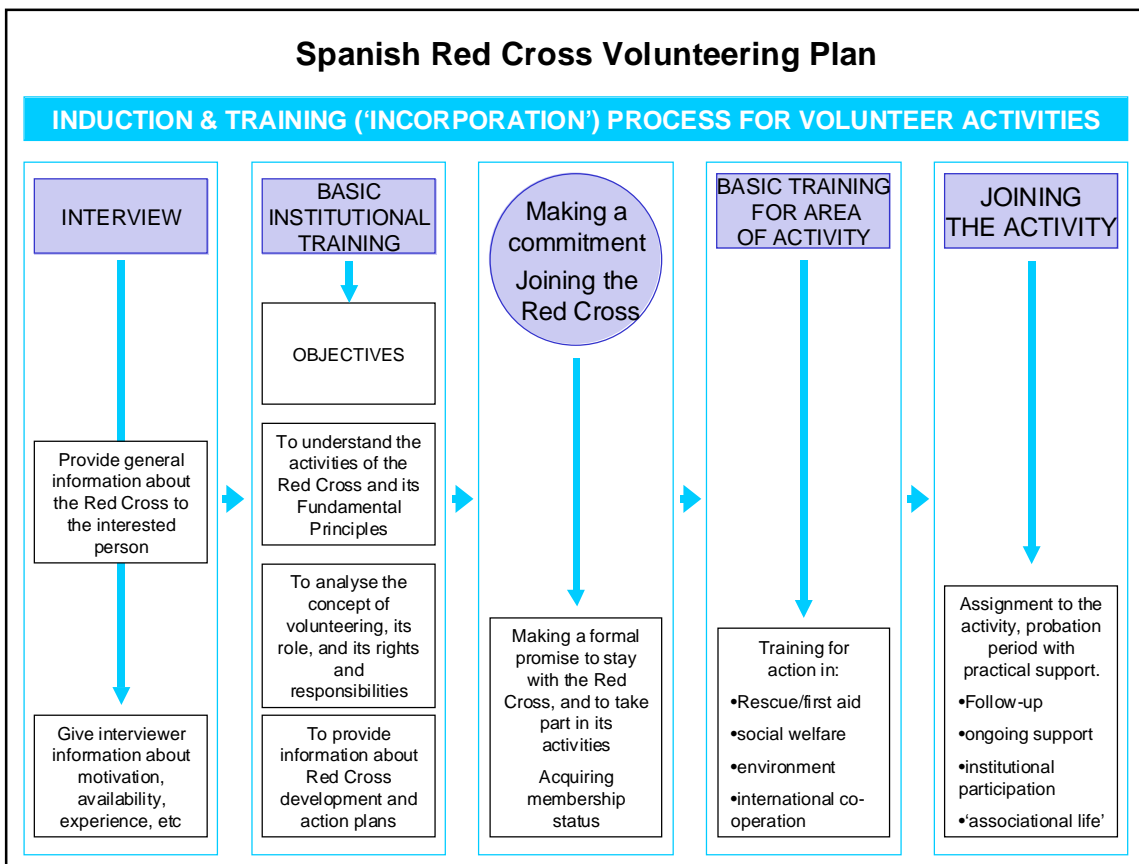 Spanish Red Cross Volunteering Plan
INDUCTION & TRAINING (‘INCORPORATION’) PROCESS FOR VOLUNTEER ACTIVITIES
INTERVIEW
Provide general
information about
the Red Cross to
the interested
person
Give interviewer
information about
motivation,
availability,
experience, etc
BASIC
INSTITUTIONAL
TRAINING
OBJECTIVES
To understand the
activities of the
Red Cross and its
Fundamental
Principles
To analyse the
concept of
volunteering, its
role, and its rights
and
responsibilities
To provide
information about
Red Cross
development and
action plans
Making a
commitment
Joining the
Red Cross
Making a formal
promise to stay
with the Red
Cross, and to take
part in its
activities
Acquiring
membership
status
BASIC TRAINING
FOR AREA
OF ACTIVITY
Training for
action in:
•Rescue/first aid
•social welfare
•environment
•international co-
operation
JOINING
THE ACTIVITY
Assignment to the
activity, probation
period with
practical support.
•Follow-up
•ongoing support
•institutional
participation
•‘associational life’